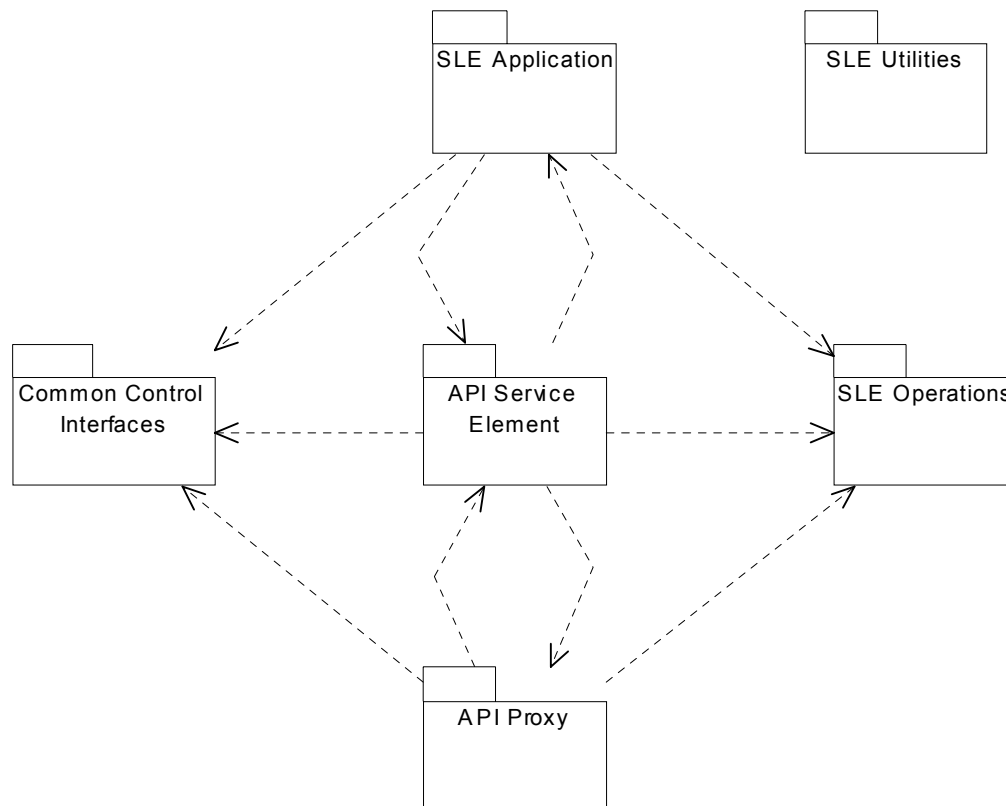 SLE Application
SLE Utilities
Common Control
Interfaces
API Service
Element
SLE Operations
API Proxy